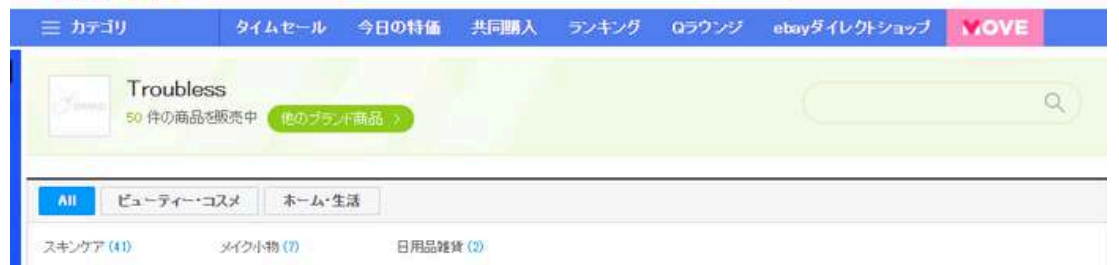 カテゴリ タイムセール 今日の特価 共同購入 ランキング Qラウンジ ebayダイレクトショップ MOVE
Troubless
50 件の商品を販売中 他のブランド商品 >
All ビューティー・コスメ ホーム・生活
スキンケア (41) メイク小物 (7) 日用品雑貨 (2)